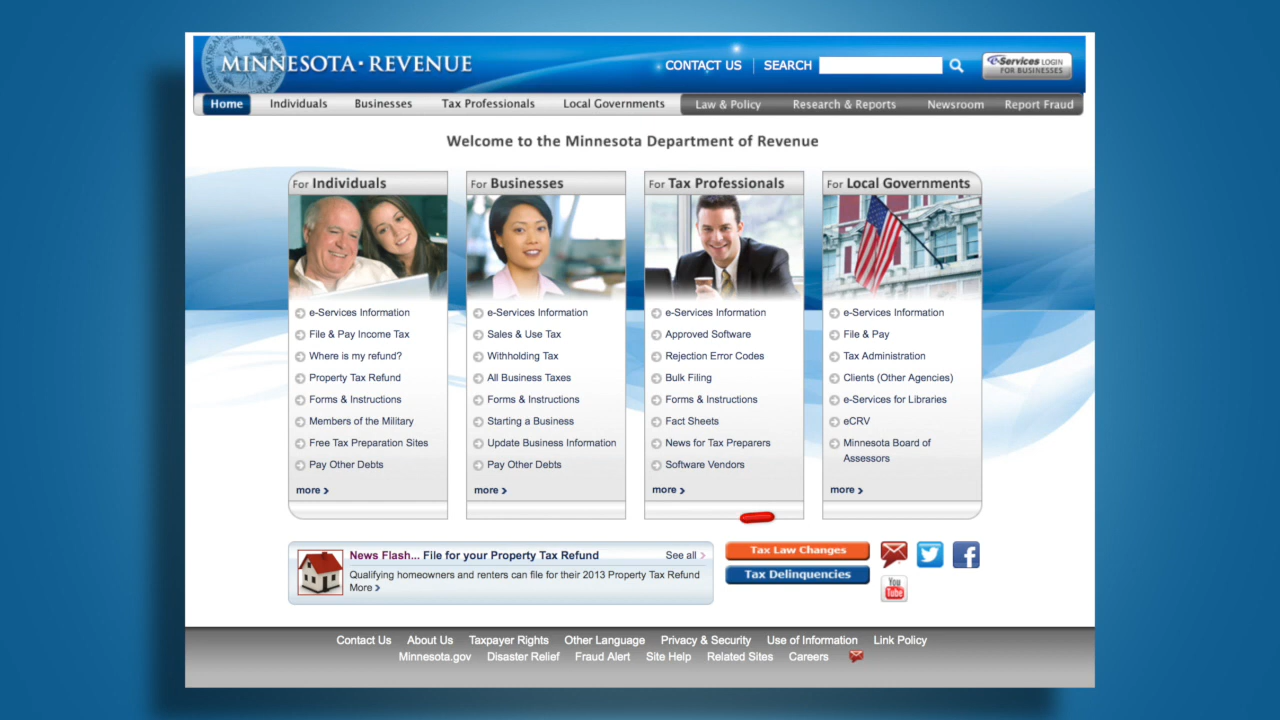 MINNESOTA · REVENUE
CONTACT US
SEARCH
e-Services LOGIN
FOR BUSINESSES
Home Individuals Businesses Tax Professionals Local Governments Law & Policy Research & Reports Newsroom Report Fraud
Welcome to the Minnesota Department of Revenue
For Individuals
e-Services Information
File & Pay Income Tax
Where is my refund?
Property Tax Refund
Forms & Instructions
Members of the Military
Free Tax Preparation Sites
Pay Other Debts
more
For Businesses
e-Services Information
Sales & Use Tax
Withholding Tax
All Business Taxes
Forms & Instructions
Starting a Business
Update Business Information
Pay Other Debts
more
For Tax Professionals
e-Services Information
Approved Software
Rejection Error Codes
Bulk Filing
Forms & Instructions
Fact Sheets
News for Tax Preparers
Software Vendors
more
For Local Governments
e-Services Information
File & Pay
Tax Administration
Clients (Other Agencies)
e-Services for Libraries
eCRV
Minnesota Board of
Assessors
more
News Flash... File for your Property Tax Refund
See all
Qualifying homeowners and renters can file for their 2013 Property Tax Refund
More
Tax Law Changes
Tax Delinquencies
You
Tube
Contact Us About Us Taxpayer Rights Other Language Privacy & Security Use of Information Link Policy
Minnesota.gov Disaster Relief Fraud Alert Site Help Related Sites Careers